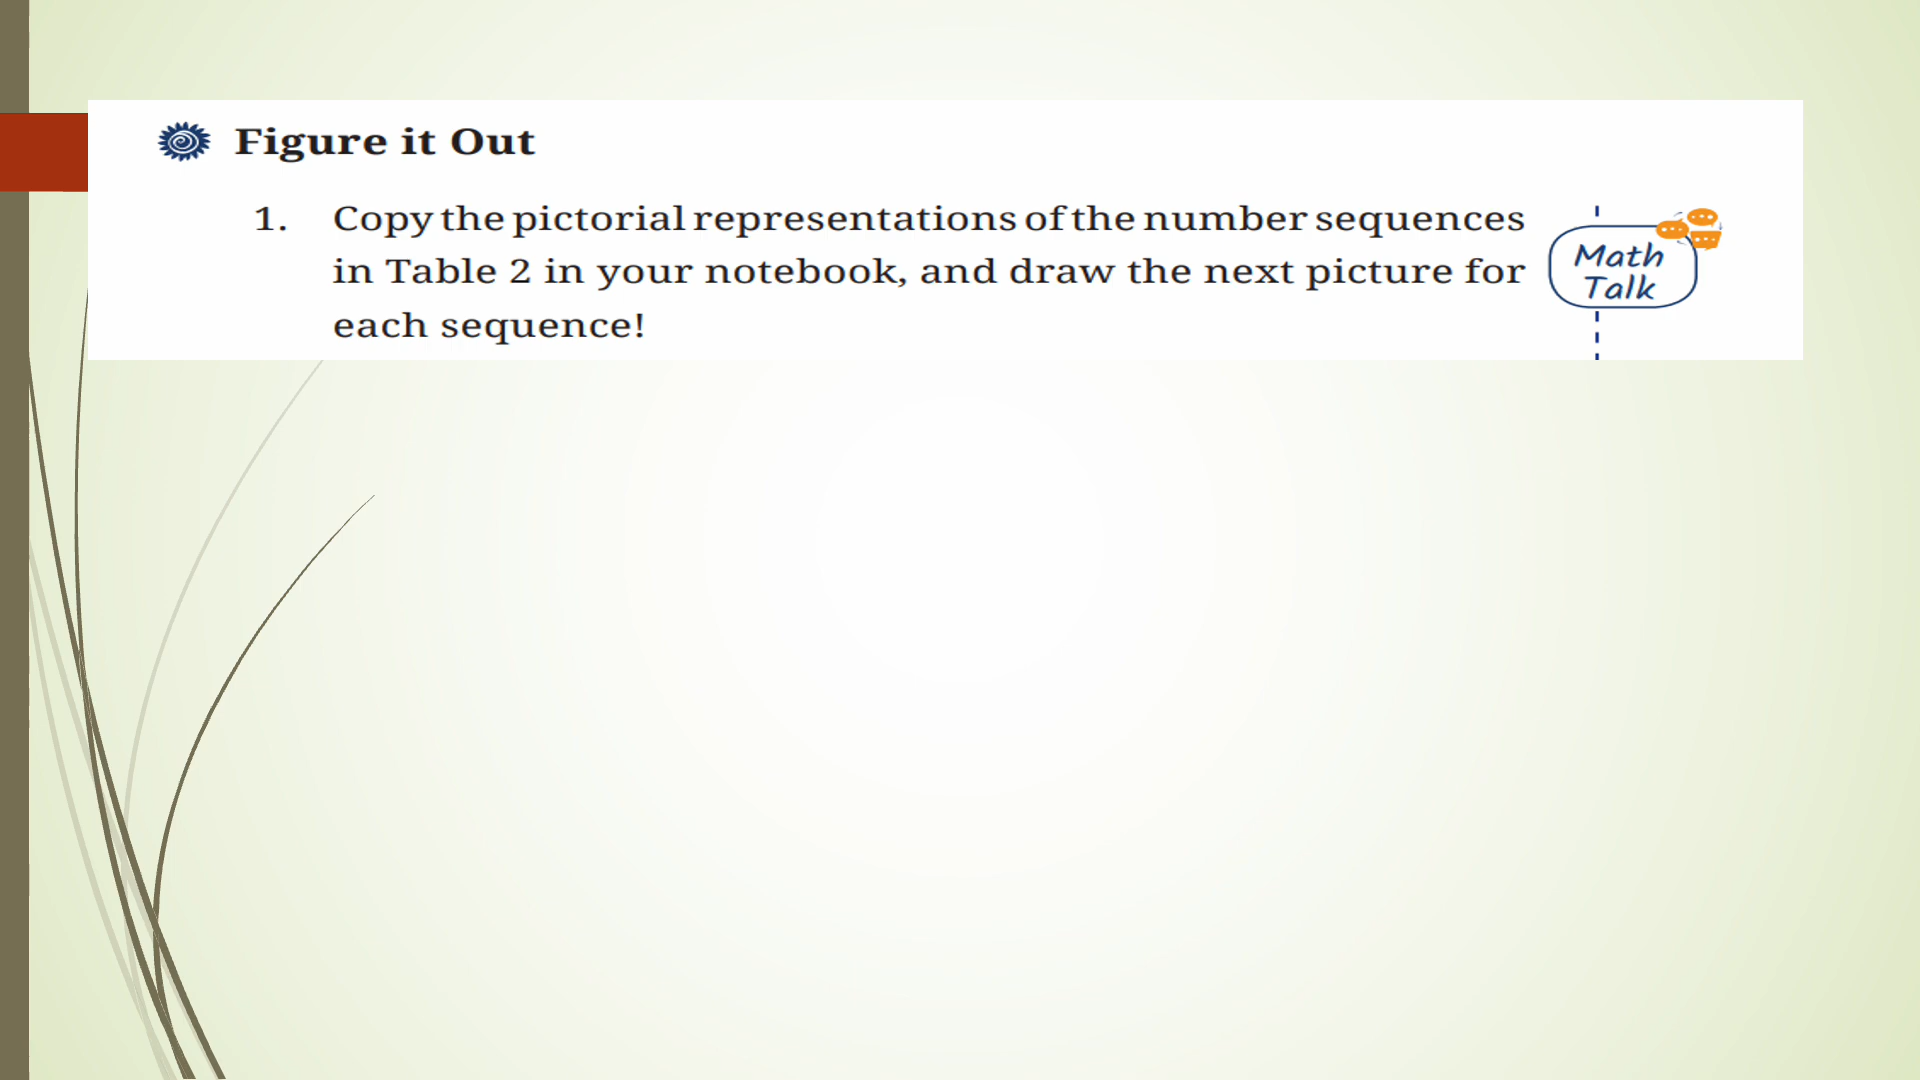 Figure it Out
1. Copy the pictorial representations of the number sequences
in Table 2 in your notebook, and draw the next picture for
each sequence!
Math
Talk